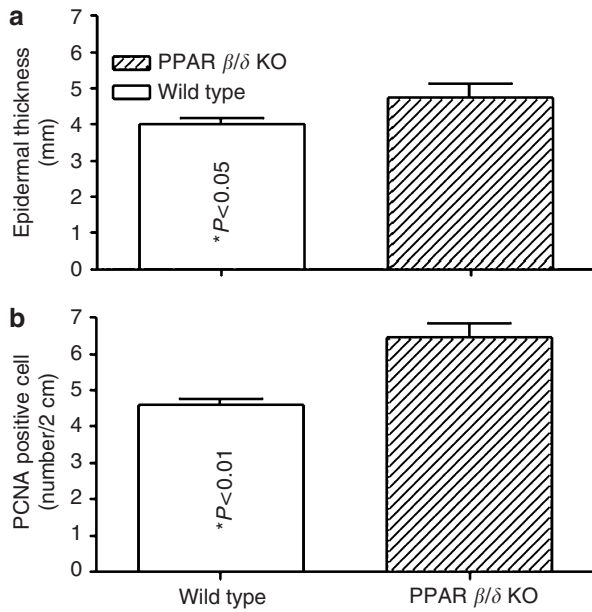 a
7
6
5
4
3
2
1
0
Epidermal thickness
(mm)
PPAR β/δ KO
Wild type
*P<0.05
b
7
6
5
4
3
2
1
0
PCNA positive cell
(number/2 cm)
*P<0.01
Wild type
PPAR β/δ KO